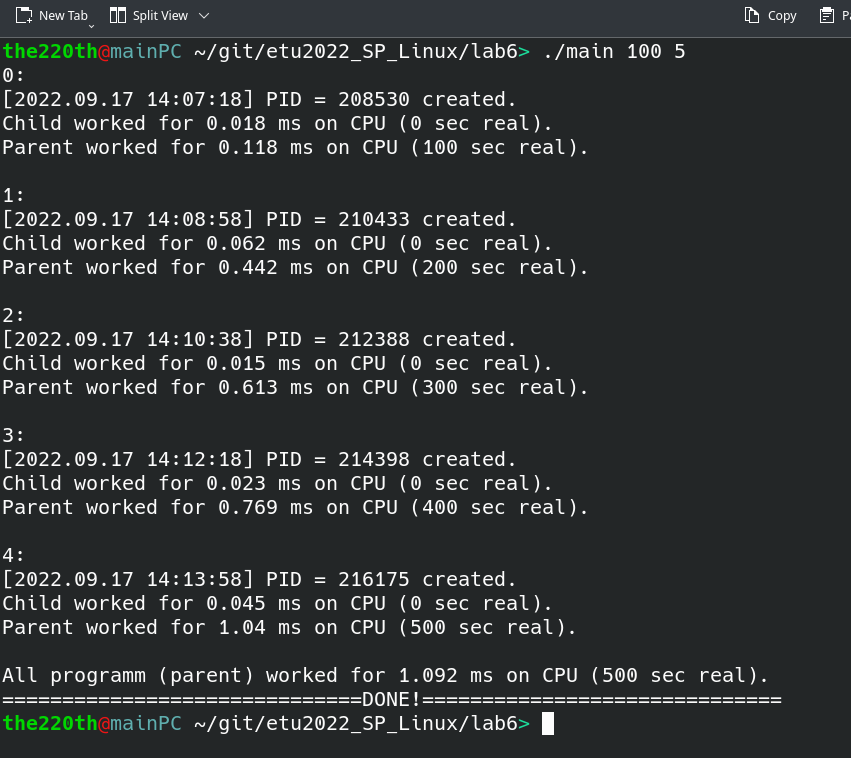 New Tab Split View Copy
the220th@mainPC ~/git/etu2022_SP_Linux/lab6> ./main 100 5
0:
[2022.09.17 14:07:18] PID = 208530 created.
Child worked for 0.018 ms on CPU (0 sec real).
Parent worked for 0.118 ms on CPU (100 sec real).

1:
[2022.09.17 14:08:58] PID = 210433 created.
Child worked for 0.062 ms on CPU (0 sec real).
Parent worked for 0.442 ms on CPU (200 sec real).

2:
[2022.09.17 14:10:38] PID = 212388 created.
Child worked for 0.015 ms on CPU (0 sec real).
Parent worked for 0.613 ms on CPU (300 sec real).

3:
[2022.09.17 14:12:18] PID = 214398 created.
Child worked for 0.023 ms on CPU (0 sec real).
Parent worked for 0.769 ms on CPU (400 sec real).

4:
[2022.09.17 14:13:58] PID = 216175 created.
Child worked for 0.045 ms on CPU (0 sec real).
Parent worked for 1.04 ms on CPU (500 sec real).

All programm (parent) worked for 1.092 ms on CPU (500 sec real).
==============================DONE!==============================
the220th@mainPC ~/git/etu2022_SP_Linux/lab6>